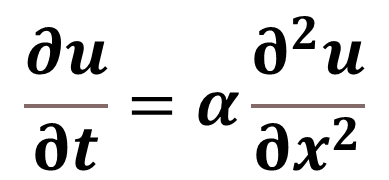 ∂u/∂t = α ∂²u/∂x²